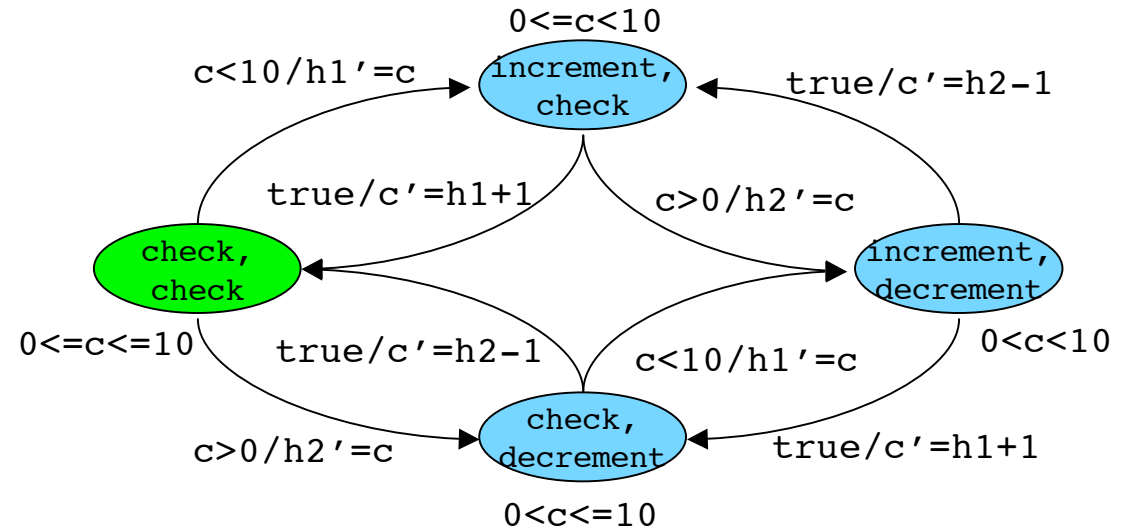 0<=c<10
c<10/h1'=c
increment,
check
true/c'=h2-1
true/c'=h1+1
c>0/h2'=c
check,
check
increment,
decrement
0<=c<=10
true/c'=h2-1
c<10/h1'=c
0<c<10
c>0/h2'=c
check,
decrement
true/c'=h1+1
0<c<=10